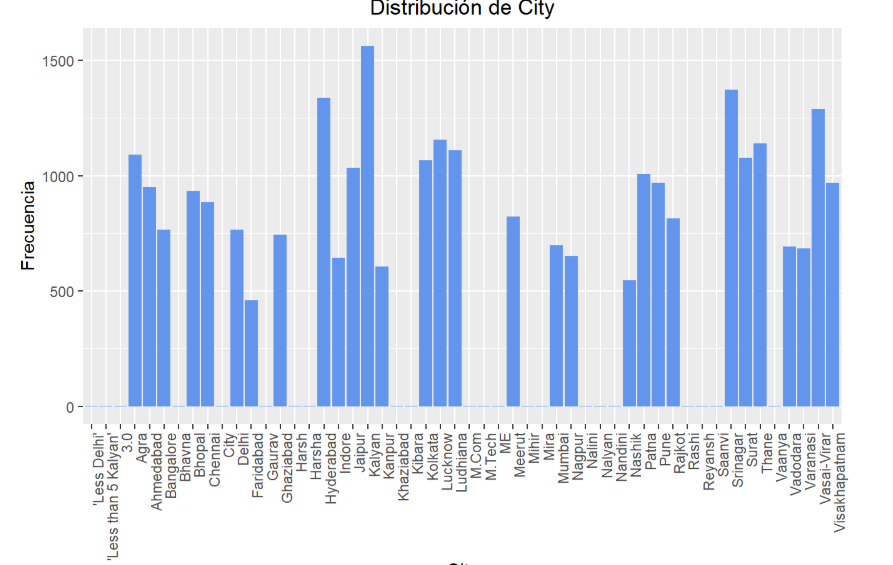 Distribución de City
Frecuencia
1500
1000
500
0
'Less Delhi'
'Less than 5 Kalyan'
3.0
Agra
Ahmedabad
Bangalore
Bhavna
Bhopal
Chennai
City
Delhi
Faridabad
Gaurav
Ghaziabad
Harsh
Harsha
Hyderabad
Indore
Jaipur
Kalyan
Kanpur
Khaziabad
Kibara
Kolkata
Lucknow
Ludhiana
M.Com
M.Tech
ME
Meerut
Mihir
Mira
Mumbai
Nagpur
Nalini
Nalyan
Nandini
Nashik
Patna
Pune
Rajkot
Rashi
Reyansh
Saanvi
Srinagar
Surat
Thane
Vaanya
Vadodara
Varanasi
Vasai-Virar
Visakhapatnam